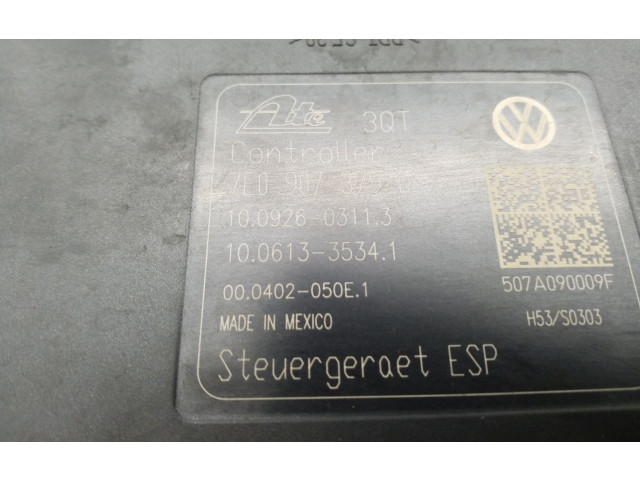 Ate 3QT
Controller
10.0926-0311.3
10.0613-3534.1
00.0402-050E.1
507A090009F
MADE IN MEXICO
H53/S0303
Steuergeraet ESP